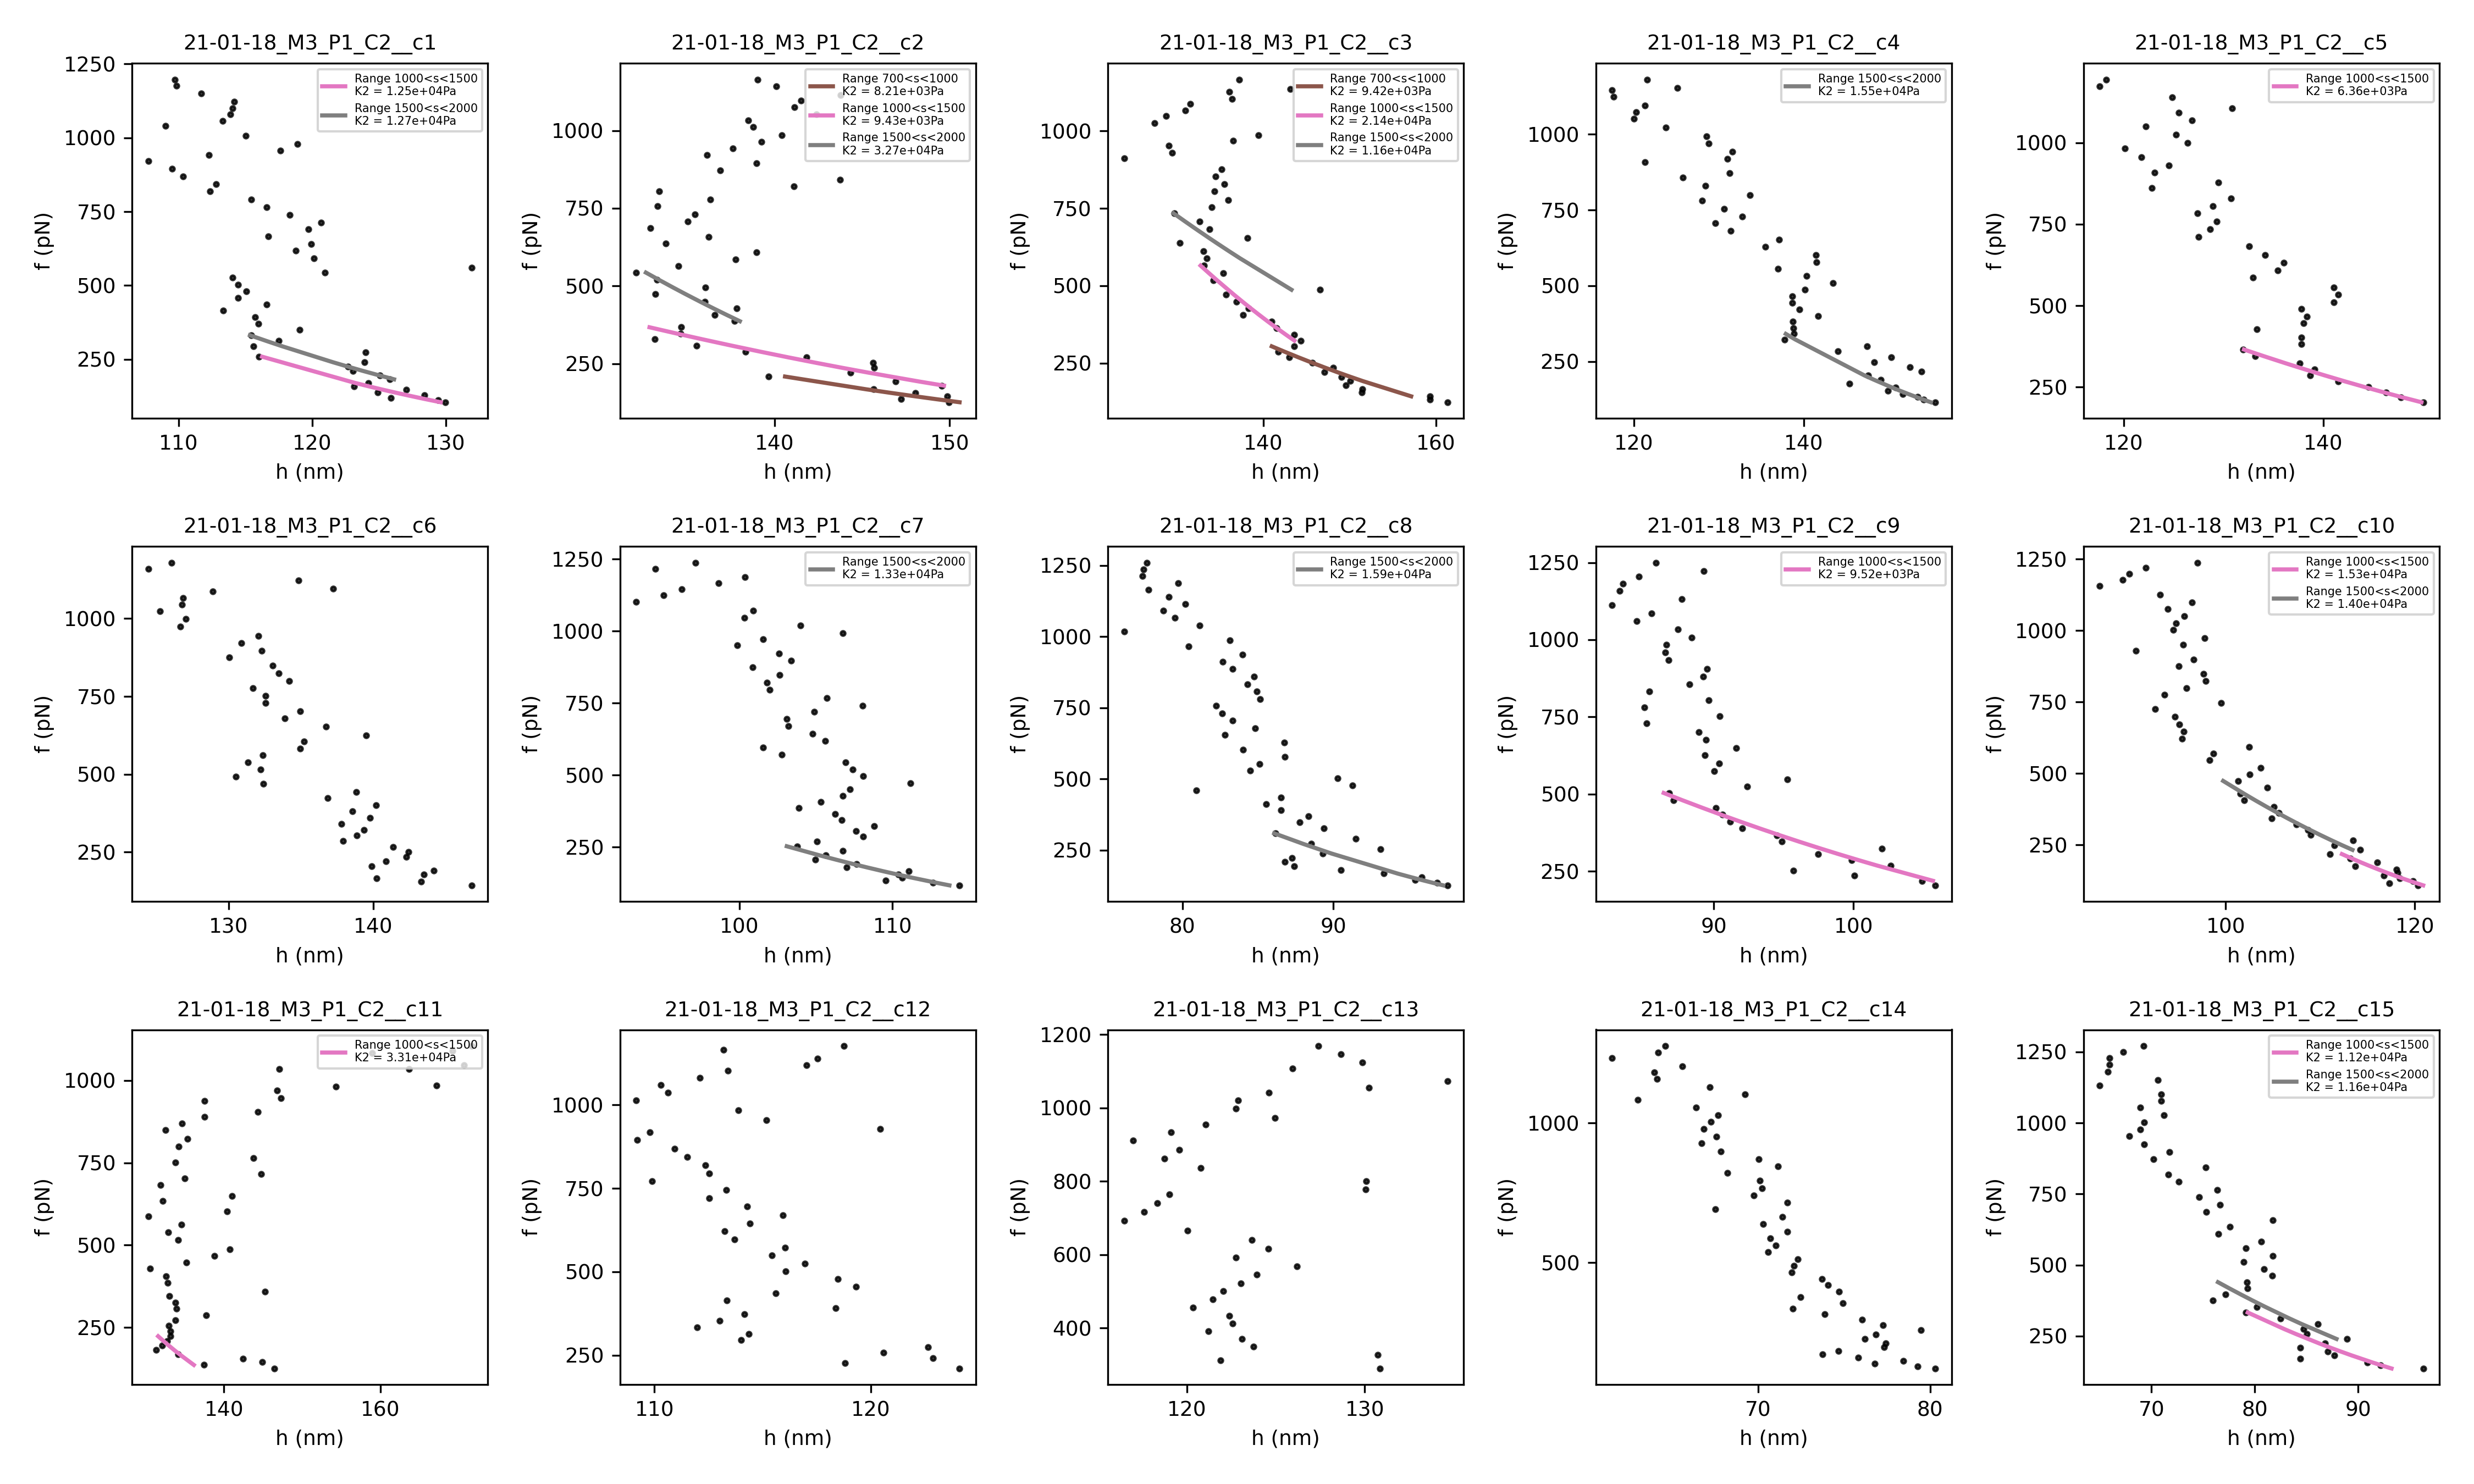 21-01-18_M3_P1_C2__c1
f (pN)
1250
1000
750
500
250
Range 1000<s<1500
K2 = 1.25e+04Pa
Range 1500<s<2000
K2 = 1.27e+04Pa
110 120 130
h (nm)
21-01-18_M3_P1_C2__c2
f (pN)
1000
750
500
250
Range 700<s<1000
K2 = 8.21e+03Pa
Range 1000<s<1500
K2 = 9.43e+03Pa
Range 1500<s<2000
K2 = 3.27e+04Pa
140 150
h (nm)
21-01-18_M3_P1_C2__c3
f (pN)
1000
750
500
250
Range 700<s<1000
K2 = 9.42e+03Pa
Range 1000<s<1500
K2 = 2.14e+04Pa
Range 1500<s<2000
K2 = 1.16e+04Pa
140 160
h (nm)
21-01-18_M3_P1_C2__c4
f (pN)
1000
750
500
250
Range 1500<s<2000
K2 = 1.55e+04Pa
120 140
h (nm)
21-01-18_M3_P1_C2__c5
f (pN)
1000
750
500
250
Range 1000<s<1500
K2 = 6.36e+03Pa
120 140
h (nm)
21-01-18_M3_P1_C2__c6
f (pN)
1000
750
500
250
130 140
h (nm)
21-01-18_M3_P1_C2__c7
f (pN)
1250
1000
750
500
250
Range 1500<s<2000
K2 = 1.33e+04Pa
100 110
h (nm)
21-01-18_M3_P1_C2__c8
f (pN)
1250
1000
750
500
250
Range 1500<s<2000
K2 = 1.59e+04Pa
80 90
h (nm)
21-01-18_M3_P1_C2__c9
f (pN)
1250
1000
750
500
250
Range 1000<s<1500
K2 = 9.52e+03Pa
90 100
h (nm)
21-01-18_M3_P1_C2__c10
f (pN)
1250
1000
750
500
250
Range 1000<s<1500
K2 = 1.53e+04Pa
Range 1500<s<2000
K2 = 1.40e+04Pa
100 120
h (nm)
21-01-18_M3_P1_C2__c11
f (pN)
1000
750
500
250
Range 1000<s<1500
K2 = 3.31e+04Pa
140 160
h (nm)
21-01-18_M3_P1_C2__c12
f (pN)
1000
750
500
250
110 120
h (nm)
21-01-18_M3_P1_C2__c13
f (pN)
1200
1000
800
600
400
120 130
h (nm)
21-01-18_M3_P1_C2__c14
f (pN)
1000
500
70 80
h (nm)
21-01-18_M3_P1_C2__c15
f (pN)
1250
1000
750
500
250
Range 1000<s<1500
K2 = 1.12e+04Pa
Range 1500<s<2000
K2 = 1.16e+04Pa
70 80 90
h (nm)